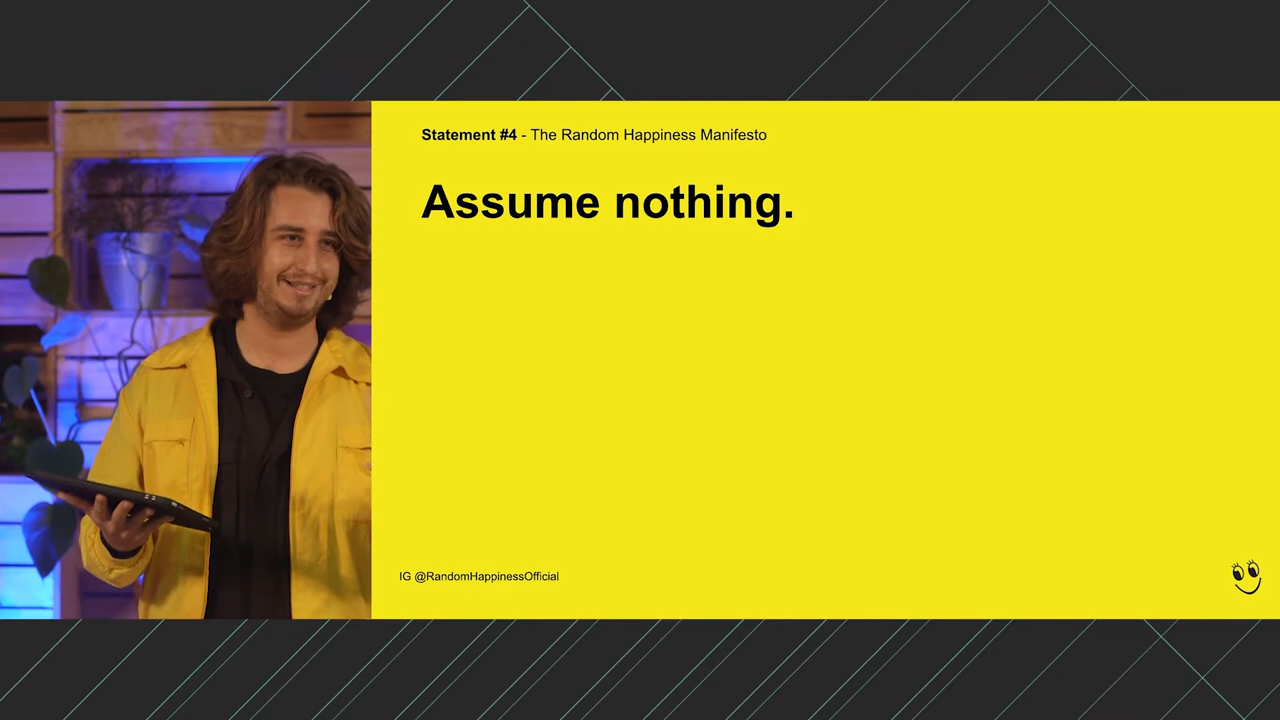 Statement #4 - The Random Happiness Manifesto
Assume nothing.
IG @RandomHappinessOfficial